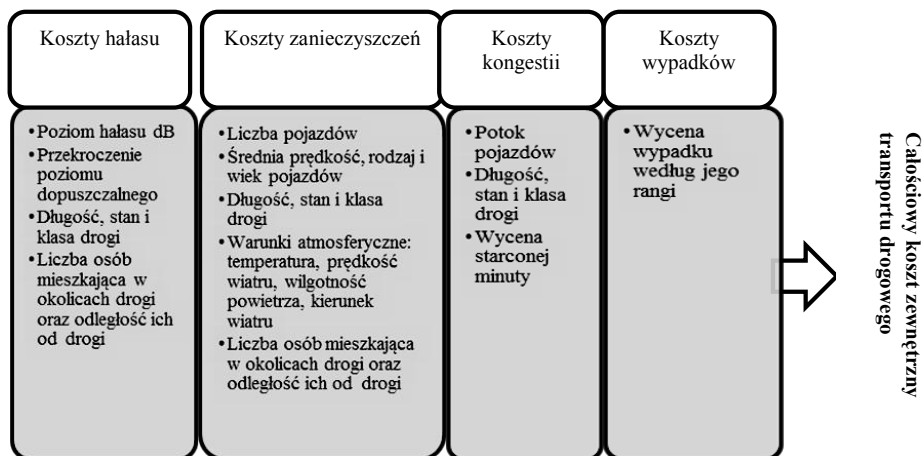 Koszty hałasu
• Poziom hałasu dB
• Przekroczenie
poziomu
dopuszczalnego
• Długość, stan i
klasa drogi
• Liczba osób
mieszkająca w
okolicach drogi
oraz odległość ich
od drogi
Koszty zanieczyszczeń
• Liczba pojazdów
• Średnia prędkość, rodzaj i
wiek pojazdów
• Długość, stan i klasa
drogi
• Warunki atmosferyczne:
temperatura, prędkość
wiatru, wilgotność
powietrza, kierunek
wiatru
• Liczba osób mieszkająca
w okolicach drogi oraz
odległość ich od drogi
Koszty
kongestii
• Potok
pojazdów
• Długość,
stan i klasa
drogi
• Wycena
starconej
minuty
Koszty
wypadków
• Wycena
wypadku
według jego
rangi
Całościowy koszt zewnętrzny
transportu drogowego